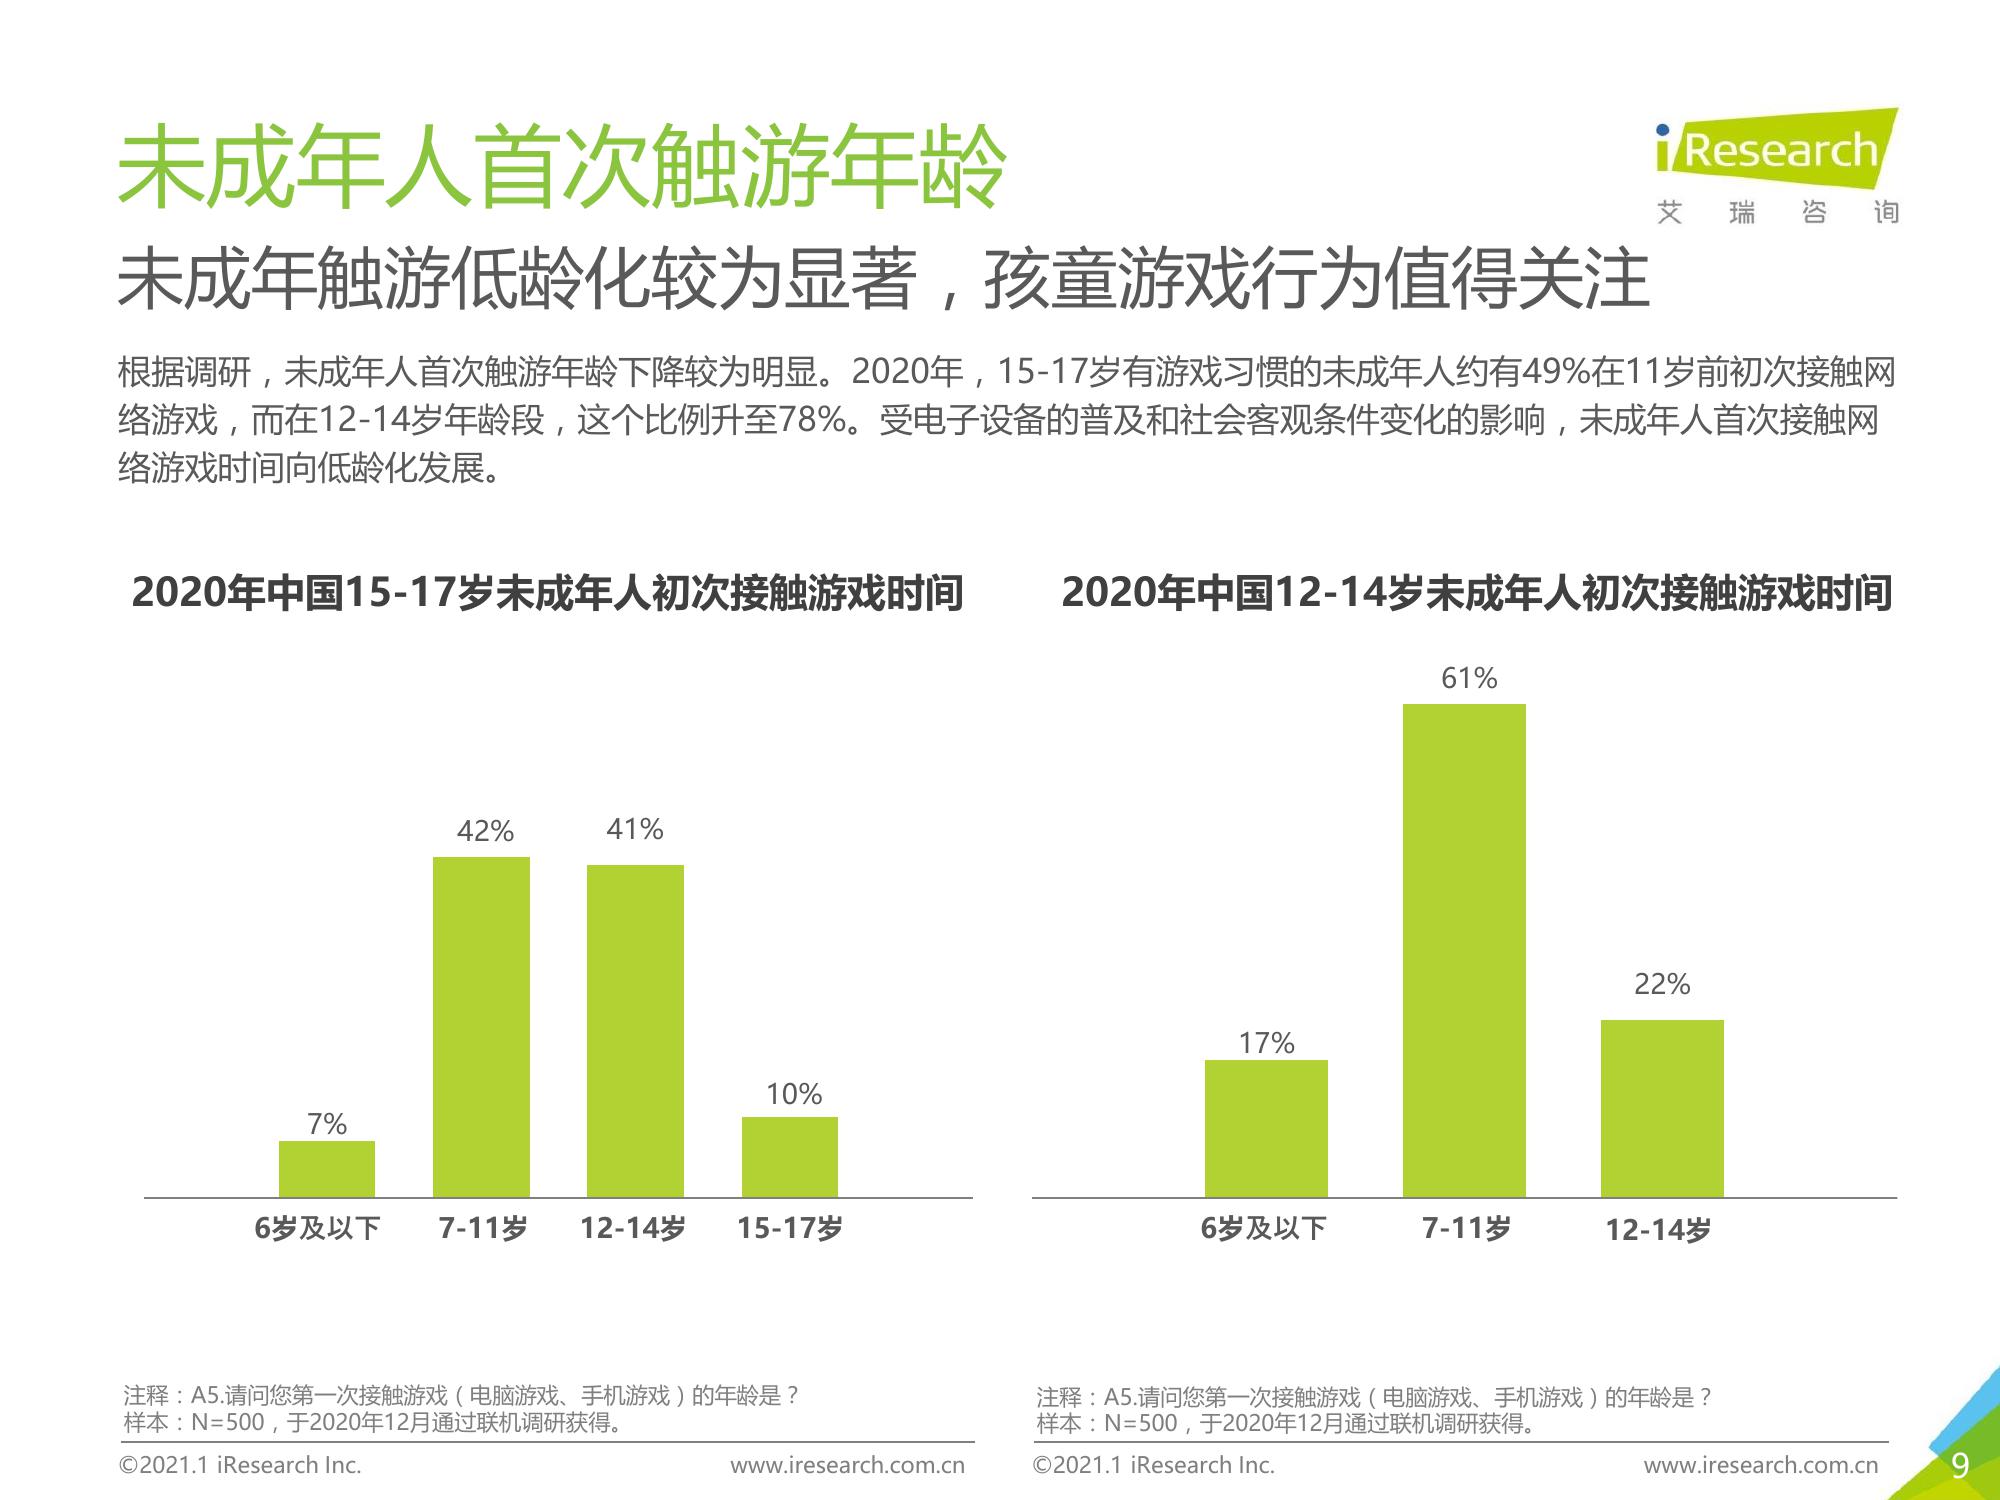 未成年人首次触游年龄
iResearch
艾 瑞 咨 询
未成年触游低龄化较为显著，孩童游戏行为值得关注
根据调研，未成年人首次触游年龄下降较为明显。2020年，15-17岁有游戏习惯的未成年人约有49%在11岁前初次接触网
络游戏，而在12-14岁年龄段，这个比例升至78%。受电子设备的普及和社会客观条件变化的影响，未成年人首次接触网
络游戏时间向低龄化发展。
2020年中国15-17岁未成年人初次接触游戏时间
7%
42%
41%
10%
6岁及以下
7-11岁
12-14岁
15-17岁
注释：A5.请问您第一次接触游戏（电脑游戏、手机游戏）的年龄是？
样本：N=500，于2020年12月通过联机调研获得。
©2021.1 iResearch Inc.
www.iresearch.com.cn
2020年中国12-14岁未成年人初次接触游戏时间
17%
61%
22%
6岁及以下
7-11岁
12-14岁
注释：A5.请问您第一次接触游戏（电脑游戏、手机游戏）的年龄是？
样本：N=500，于2020年12月通过联机调研获得。
©2021.1 iResearch Inc.
www.iresearch.com.cn
9